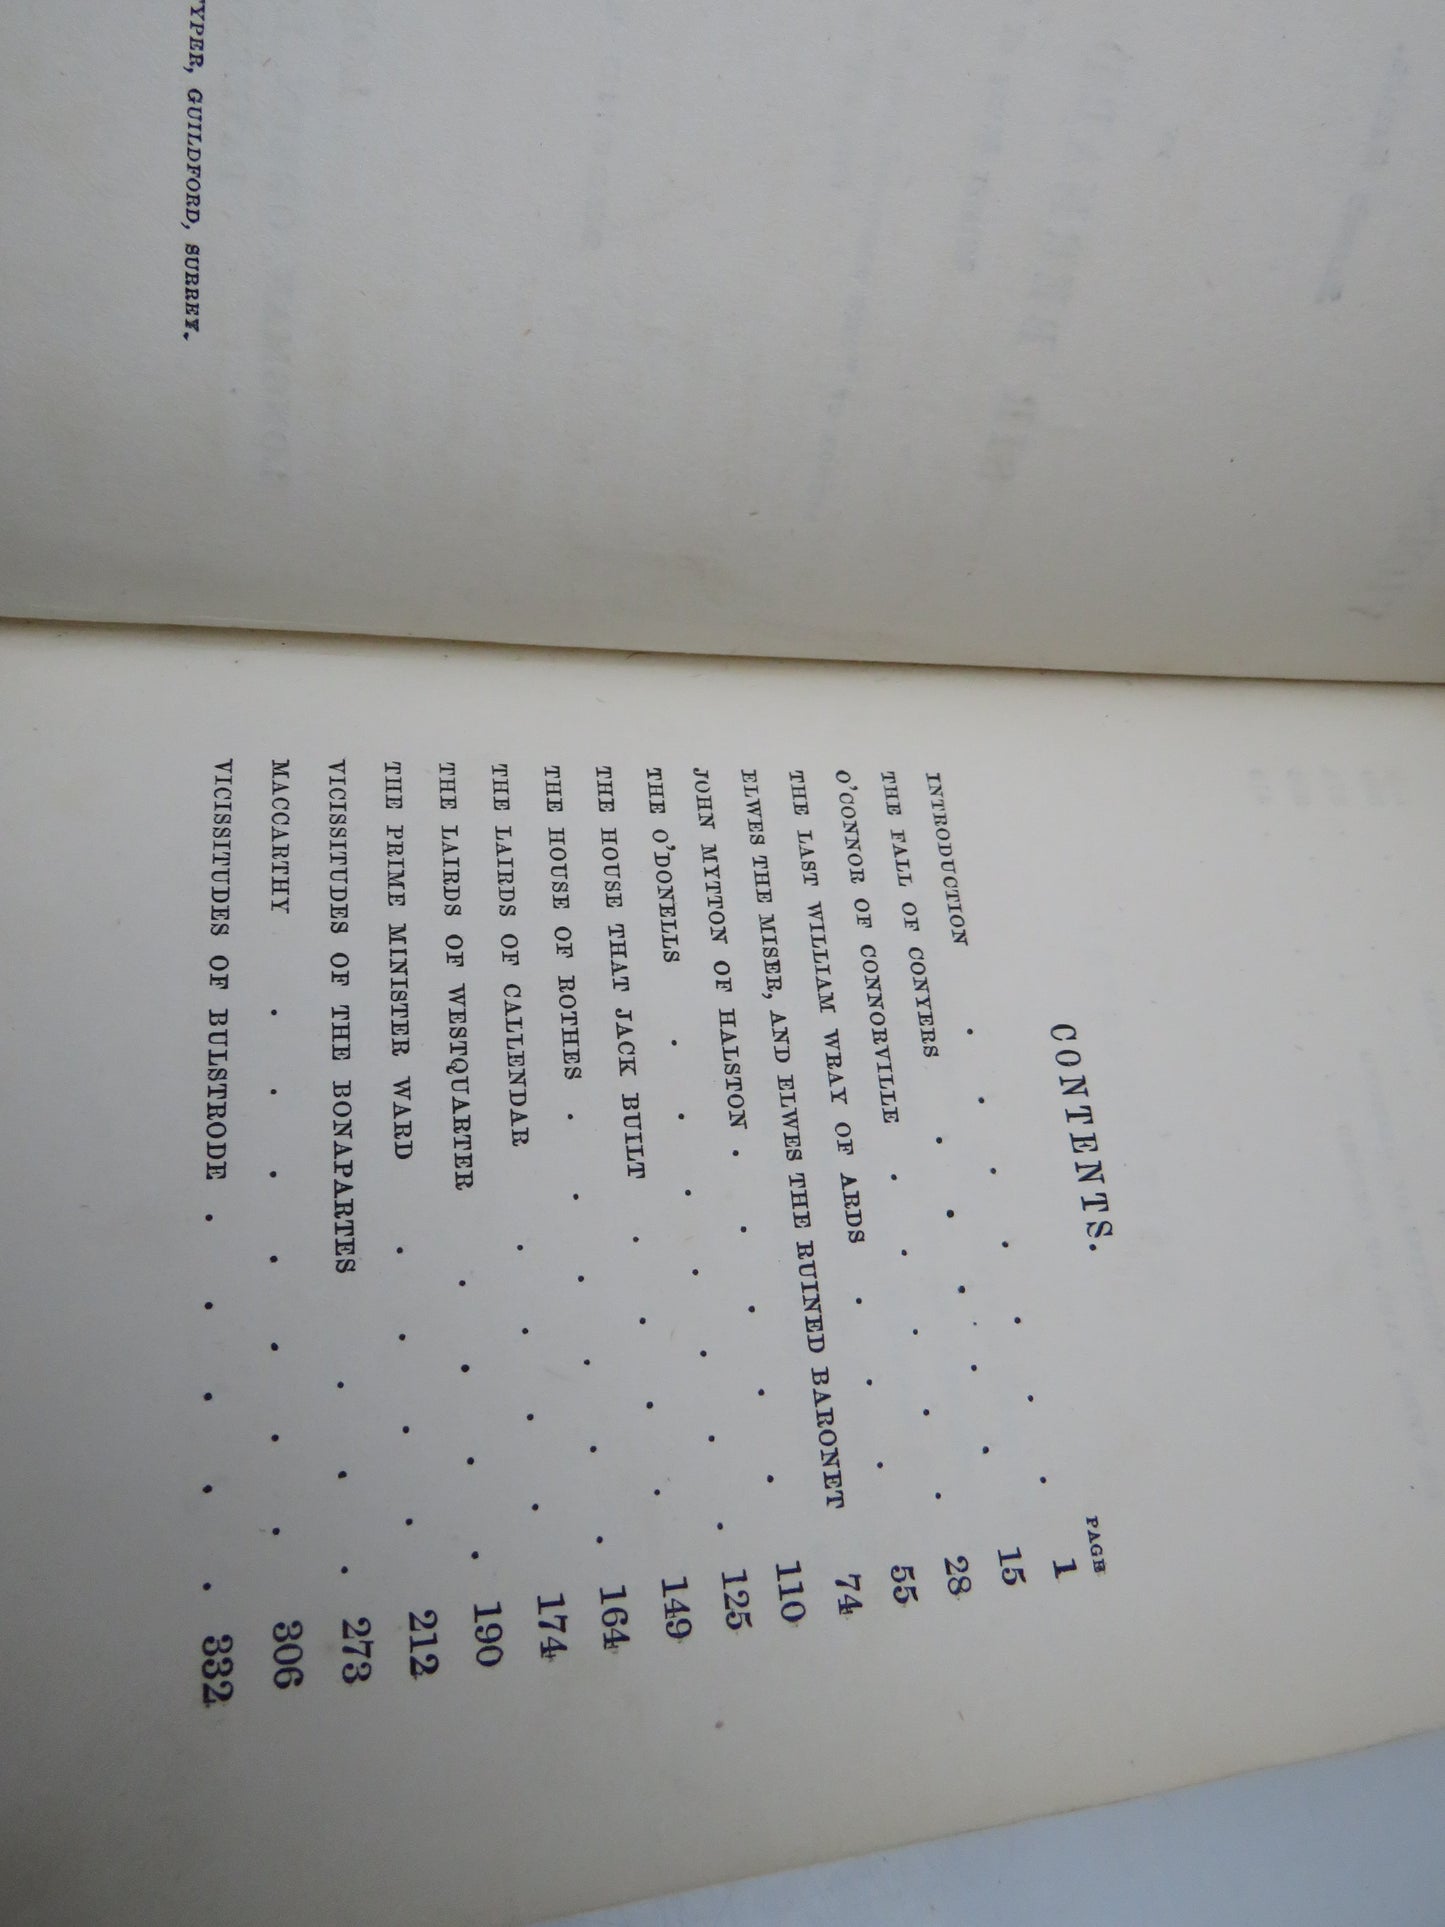 TYPER, GUILDFORD, SURREY.
CONTENTS.
PAGE
INTRODUCTION . . . . . . . 1
THE FALL OF CONYERS . . . . . 15
O'CONNOR OF CONNORVILLE . . . . . 28
THE LAST WILLIAM WRAY OF ARDS . . . 55
ELWES THE MISER, AND ELWES THE RUINED BARONET 74
JOHN MYTTON OF HALSTON . . . . . 110
THE O'DONELLS . . . . . . . 125
THE HOUSE THAT JACK BUILT . . . . 149
THE HOUSE OF ROTHES . . . . . . 164
THE LAIRDS OF CALLENDAR . . . . 174
THE LAIRDS OF WESTQUARTER . . . . 190
THE PRIME MINISTER WARD . . . . 212
VICISSITUDES OF THE BONAPARTES . . . 273
MACCARTHY . . . . . . . 306
VICISSITUDES OF BULSTRODE . . . . . 332